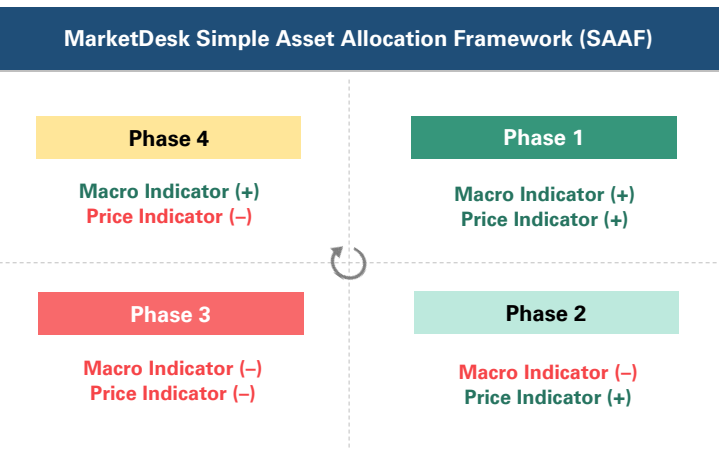 MarketDesk Simple Asset Allocation Framework (SAAF)
Phase 4
Macro Indicator (+)
Price Indicator (–)
Phase 1
Macro Indicator (+)
Price Indicator (+)
Phase 3
Macro Indicator (–)
Price Indicator (–)
Phase 2
Macro Indicator (–)
Price Indicator (+)